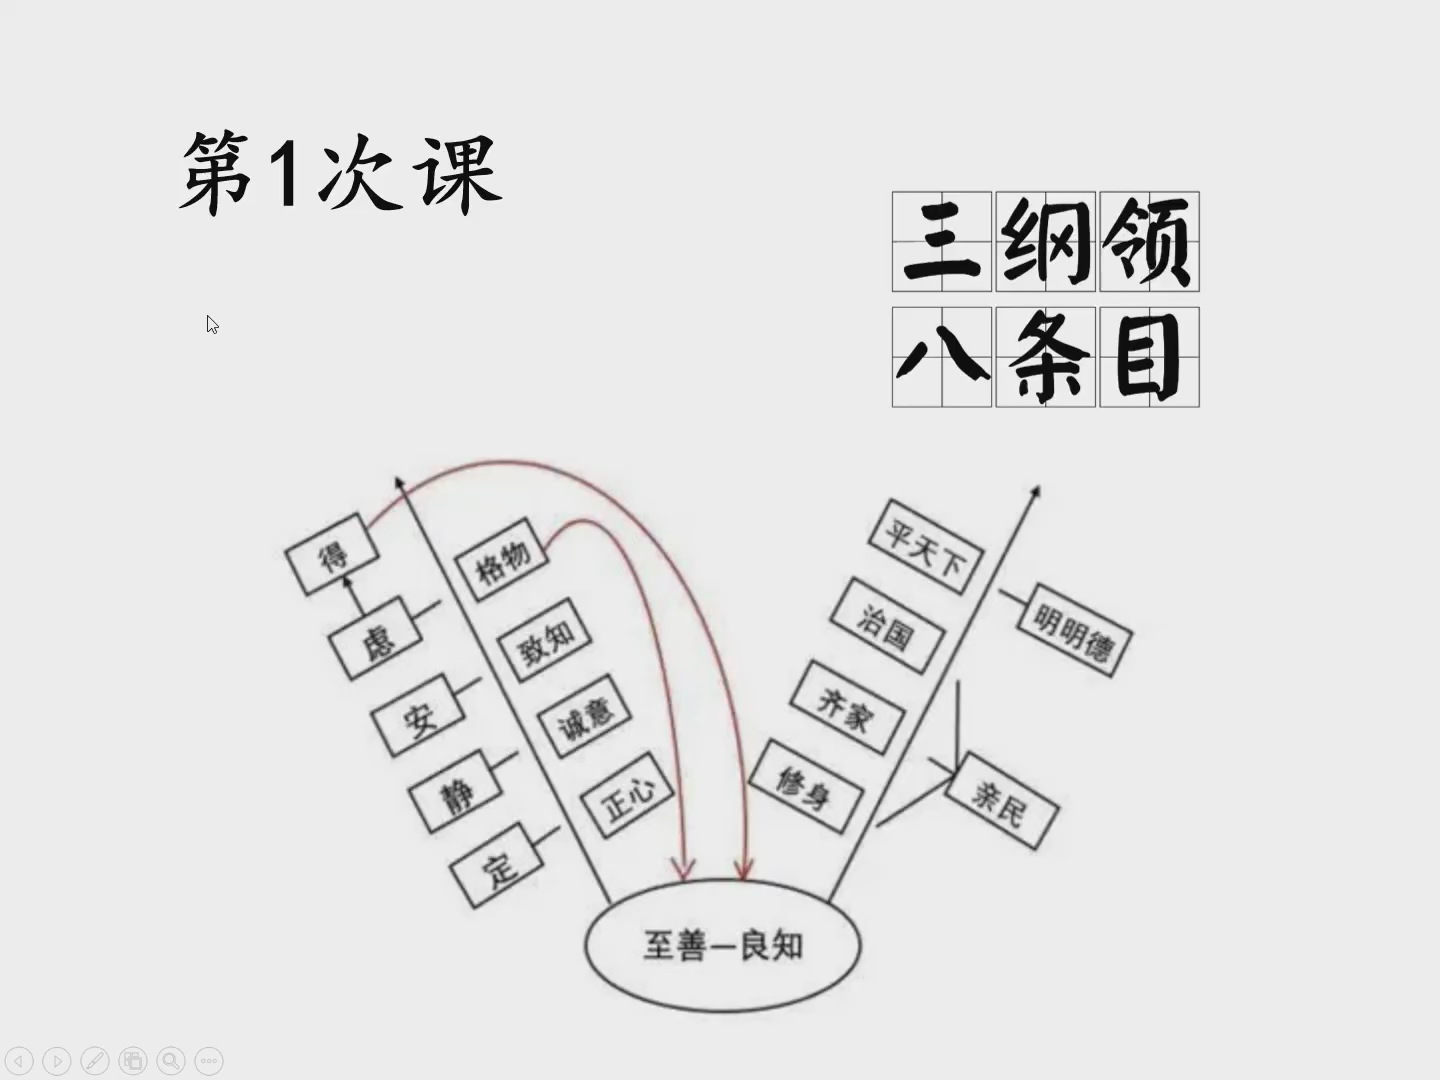 第1次课
三纲领
八条目
得
虑
安
静
定
格物
致知
诚意
正心
平天下
治国
齐家
修身
明明德
亲民
至善—良知